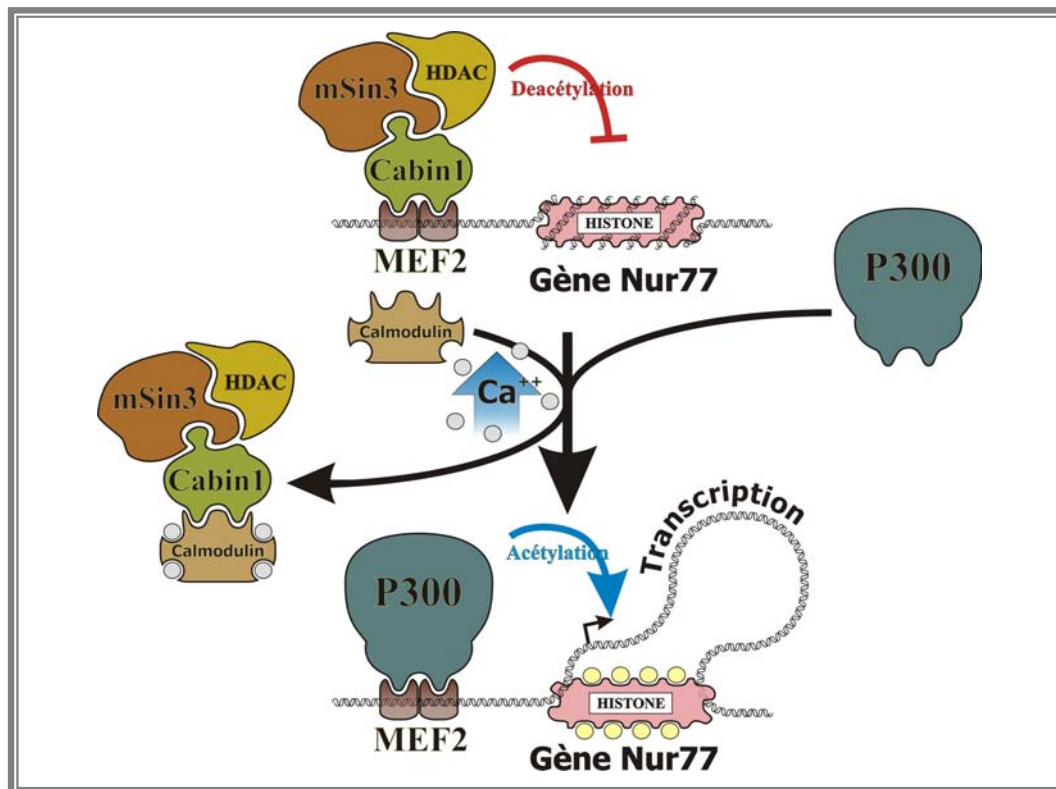 HDAC
mSin3
Deacétylation
Cabin1
HISTONE
MEF2
Gène Nur77
P300
Calmodulin
Ca++
HDAC
mSin3
Cabin1
Calmodulin
Transcription
Acétylation
P300
HISTONE
MEF2
Gène Nur77